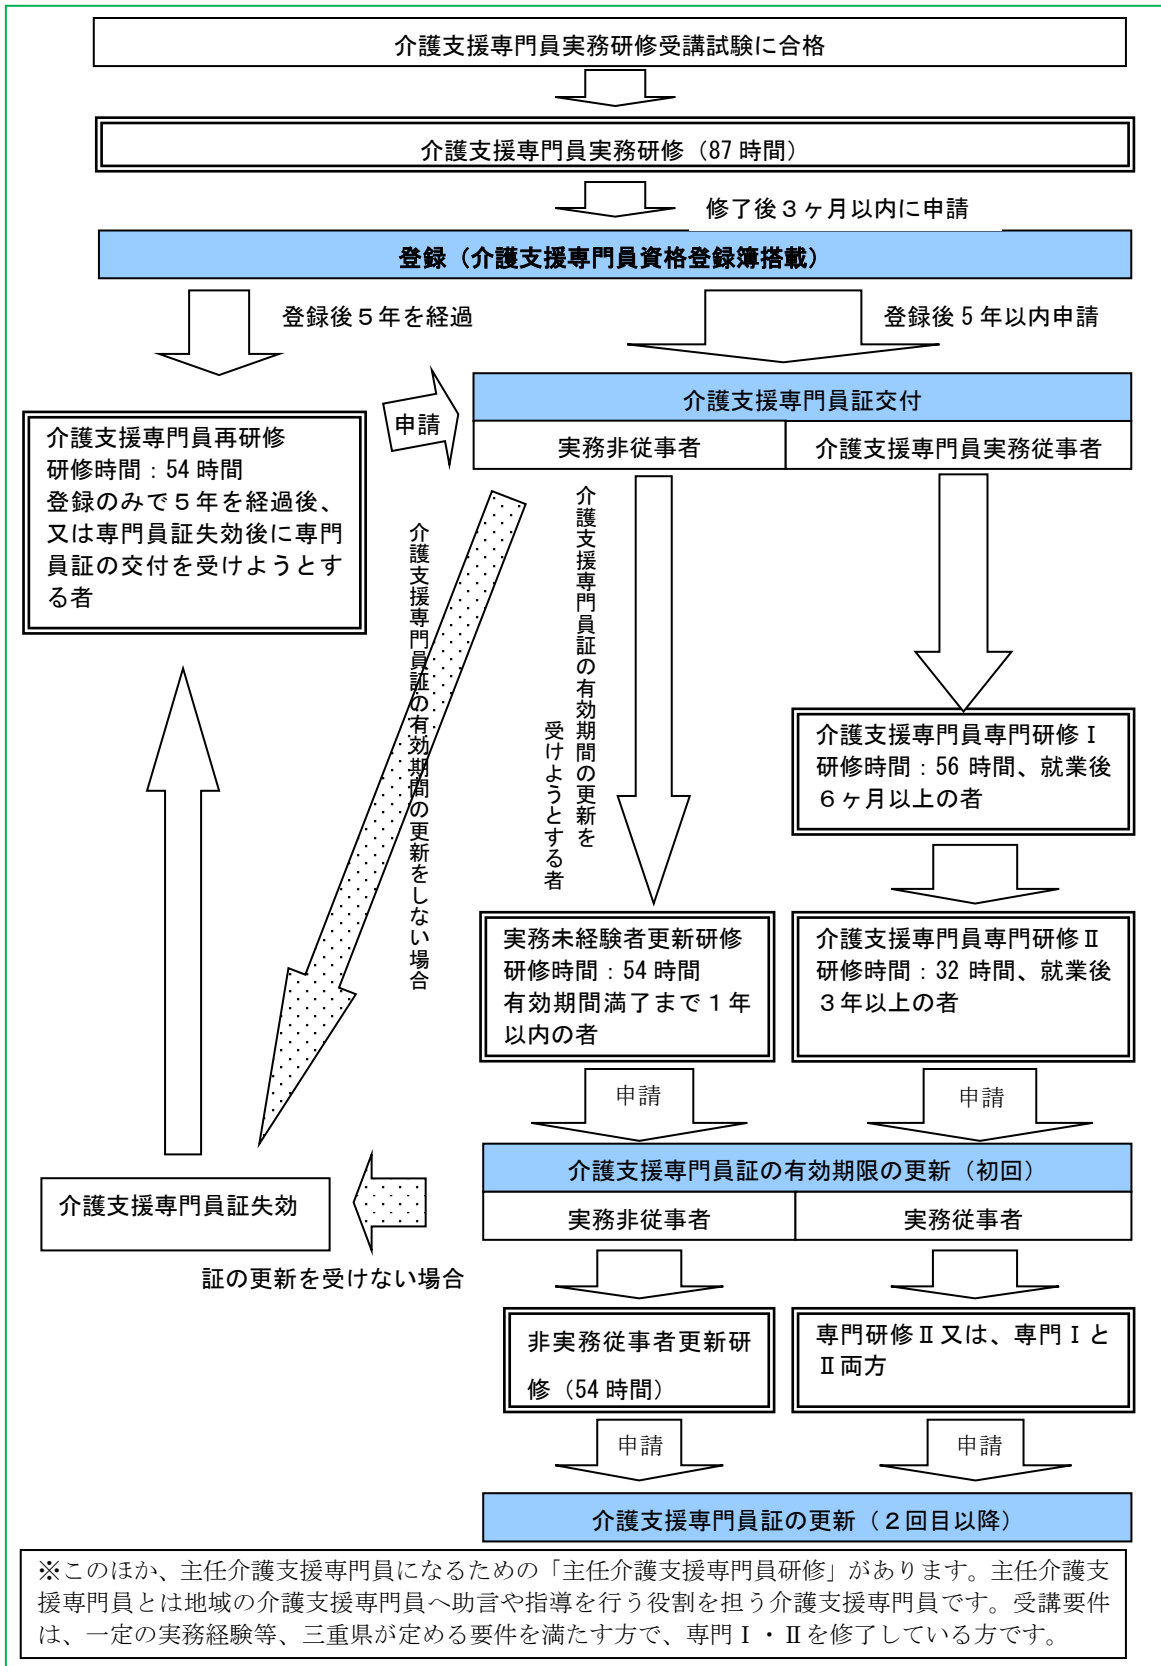 介護支援専門員実務研修受講試験に合格
介護支援専門員実務研修（87 時間）
修了後３ヶ月以内に申請
登録（介護支援専門員資格登録簿搭載）
登録後５年を経過
登録後 5 年以内申請
介護支援専門員証交付
実務非従事者
介護支援専門員実務従事者
申請
介護支援専門員再研修
研修時間：54 時間
登録のみで５年を経過後、
又は専門員証失効後に専門
員証の交付を受けようとす
る者
介護支援専門員証の有効期間の更新をしない場合
介護支援専門員証の有効期間の更新を
受けようとする者
介護支援専門員専門研修Ⅰ
研修時間：56 時間、就業後
６ヶ月以上の者
実務未経験者更新研修
研修時間：54 時間
有効期間満了まで１年
以内の者
介護支援専門員専門研修Ⅱ
研修時間：32 時間、就業後
３年以上の者
申請
申請
介護支援専門員証の有効期限の更新（初回）
実務非従事者
実務従事者
介護支援専門員証失効
証の更新を受けない場合
非実務従事者更新研
修（54 時間）
専門研修Ⅱ又は、専門Ⅰと
Ⅱ両方
申請
申請
介護支援専門員証の更新（２回目以降）
※このほか、主任介護支援専門員になるための「主任介護支援専門員研修」があります。主任介護支
援専門員とは地域の介護支援専門員へ助言や指導を行う役割を担う介護支援専門員です。受講要件
は、一定の実務経験等、三重県が定める要件を満たす方で、専門Ⅰ・Ⅱを修了している方です。